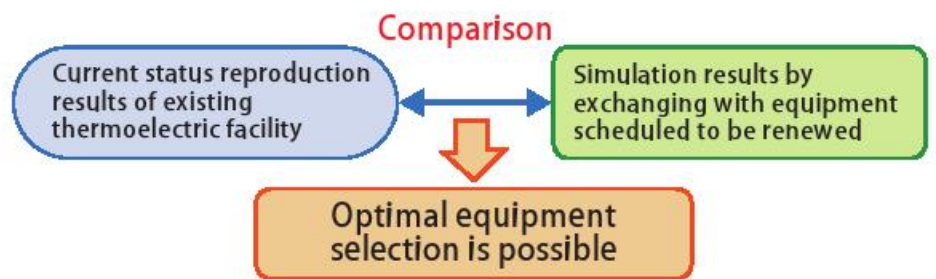 Comparison
Current status reproduction
results of existing
thermoelectric facility
Simulation results by
exchanging with equipment
scheduled to be renewed
Optimal equipment
selection is possible